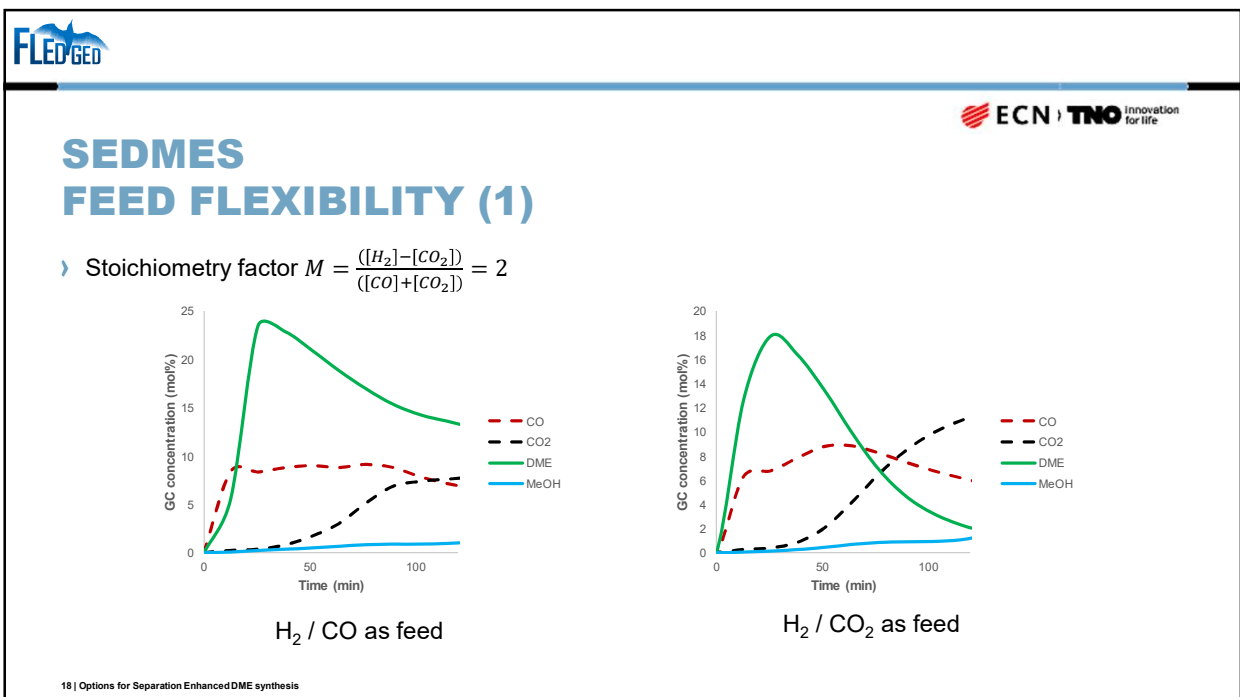 FLEDGED
ECN › TNO innovation for life
SEDMES
FEED FLEXIBILITY (1)
› Stoichiometry factor M = ([H₂]−[CO₂]) / ([CO]+[CO₂]) = 2
25
20
15
10
5
0
GC concentration (mol%)
0 50 100
Time (min)
CO
CO2
DME
MeOH
H₂ / CO as feed
20
18
16
14
12
10
8
6
4
2
0
GC concentration (mol%)
0 50 100
Time (min)
CO
CO2
DME
MeOH
H₂ / CO₂ as feed
18 | Options for Separation Enhanced DME synthesis